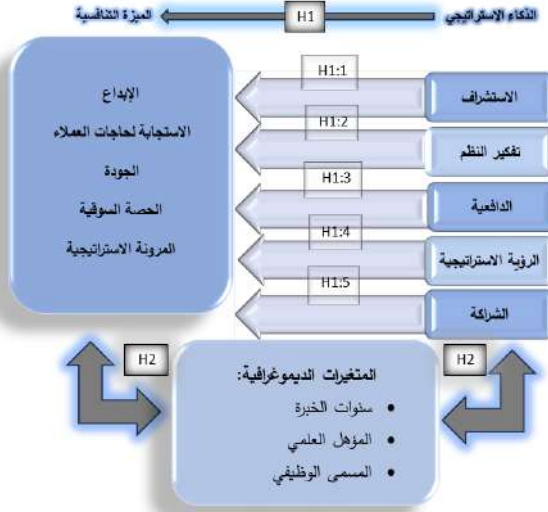 الذكاء الاستراتيجي
H1
الميزة التنافسية
الاستشراف
H1:1
تفكير النظم
H1:2
الدافعية
H1:3
الرؤية الاستراتيجية
H1:4
الشراكة
H1:5
الإبداع
الاستجابة لحاجات العملاء
الجودة
الحصة السوقية
المرونة الاستراتيجية
H2
H2
المتغيرات الديموغرافية:
• سنوات الخبرة
• المؤهل العلمي
• المسمى الوظيفي